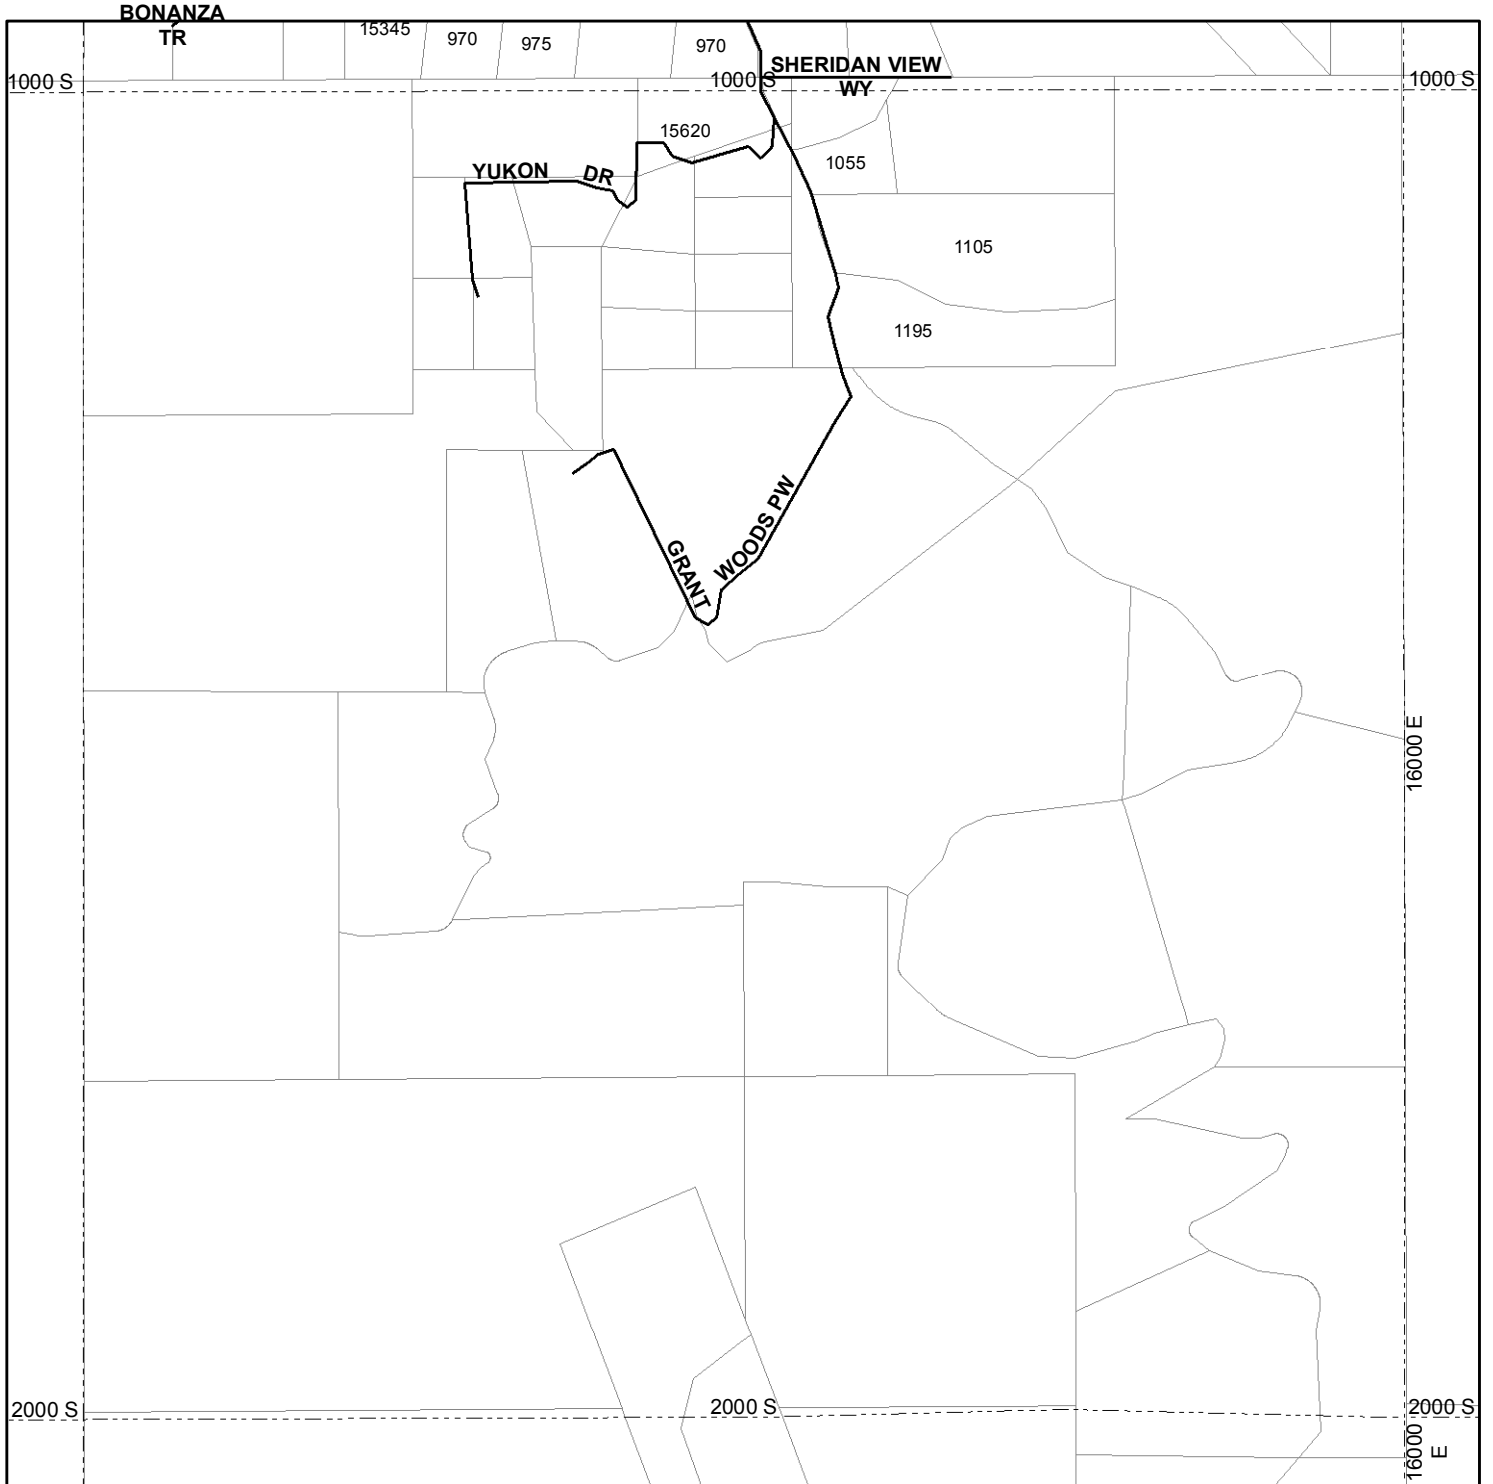 BONANZA
TR
15345
970
975
970
SHERIDAN VIEW
WY
1000 S
1000 S
1000 S
15620
1055
YUKON DR
1105
1195
GRANT WOODS PW
16000 E
2000 S
2000 S
2000 S
16000
E